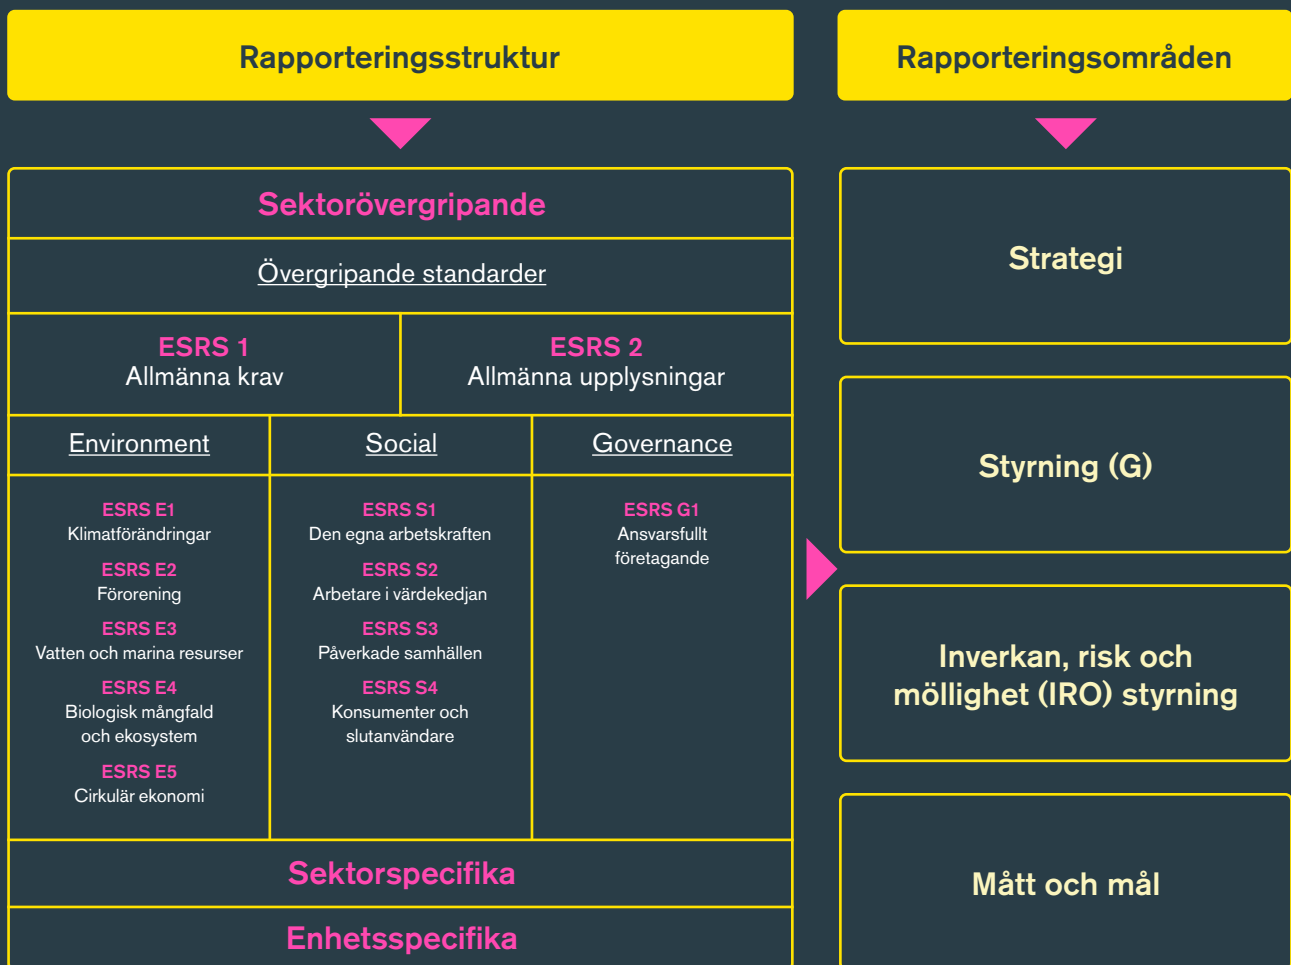 Rapporteringsstruktur
Sektorövergripande
Övergripande standarder
ESRS 1
Allmänna krav
ESRS 2
Allmänna upplysningar
Environment
ESRS E1
Klimatförändringar
ESRS E2
Förorening
ESRS E3
Vatten och marina resurser
ESRS E4
Biologisk mångfald
och ekosystem
ESRS E5
Cirkulär ekonomi
Social
ESRS S1
Den egna arbetskraften
ESRS S2
Arbetare i värdekedjan
ESRS S3
Påverkade samhällen
ESRS S4
Konsumenter och
slutanvändare
Governance
ESRS G1
Ansvarsfullt
företagande
Sektorspecifika
Enhetsspecifika
Rapporteringsområden
Strategi
Styrning (G)
Inverkan, risk och
möllighet (IRO) styrning
Mått och mål